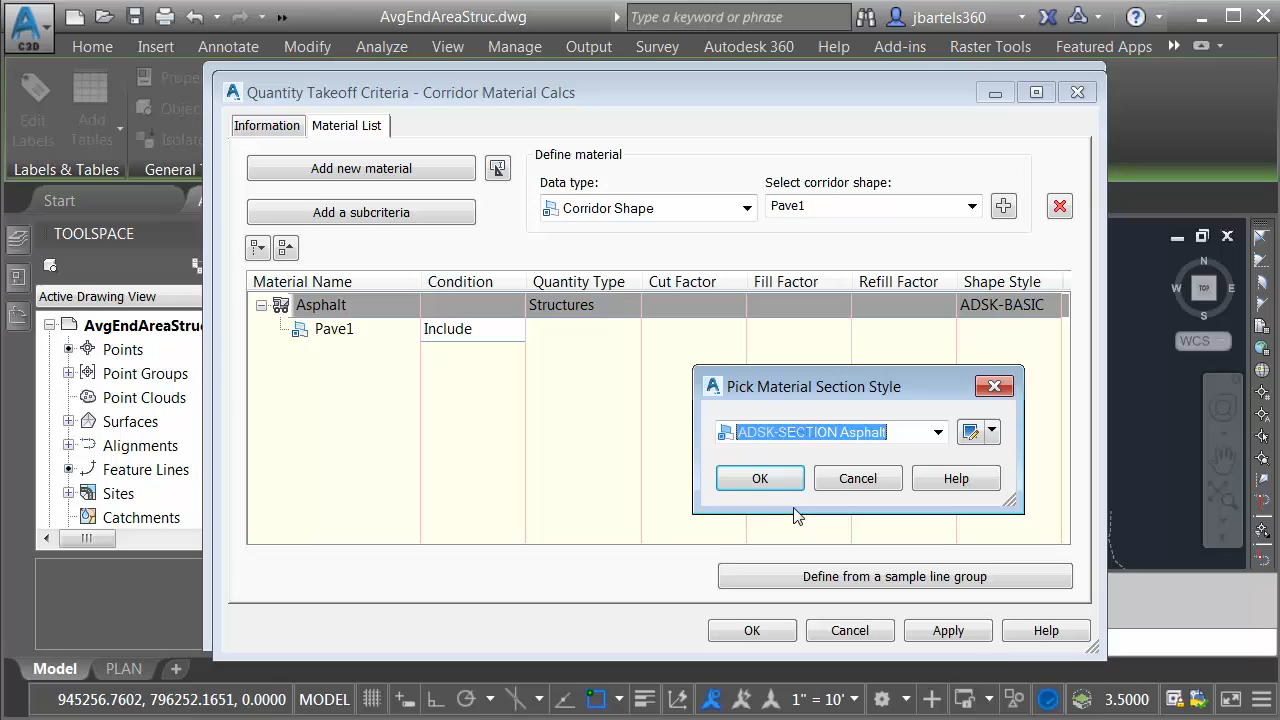 AvgEndAreaStruc.dwg
Type a keyword or phrase
jbartels360
C3D
Home Insert Annotate Modify Analyze View Manage Output Survey Autodesk 360 Help Add-ins Raster Tools Featured Apps
Edit
Labels
Add
Tables
Labels & Tables
Quantity Takeoff Criteria - Corridor Material Calcs
Information Material List
Add new material
Add a subcriteria
Define material
Data type:
Corridor Shape
Select corridor shape:
Pave1
Material Name Condition Quantity Type Cut Factor Fill Factor Refill Factor Shape Style
Asphalt Structures ADSK-BASIC
Pave1 Include
Pick Material Section Style
ADSK-SECTION Asphalt
OK Cancel Help
Define from a sample line group
OK Cancel Apply Help
Start
TOOLSPACE
Active Drawing View
AvgEndAreaStruc
Points
Point Groups
Point Clouds
Surfaces
Alignments
Feature Lines
Sites
Catchments
N
W TOP E
S
WCS
Model PLAN +
945256.7602, 796252.1651, 0.0000 MODEL 1" = 10' 3.5000